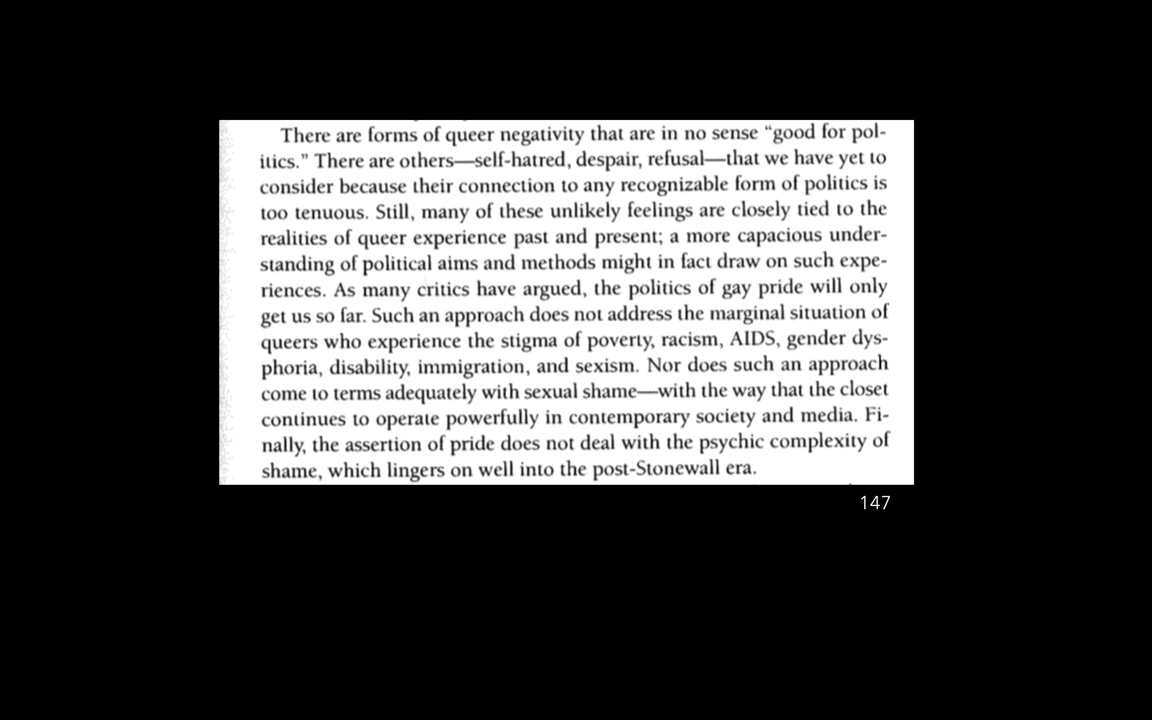 There are forms of queer negativity that are in no sense “good for pol-
itics.” There are others—self-hatred, despair, refusal—that we have yet to
consider because their connection to any recognizable form of politics is
too tenuous. Still, many of these unlikely feelings are closely tied to the
realities of queer experience past and present; a more capacious under-
standing of political aims and methods might in fact draw on such expe-
riences. As many critics have argued, the politics of gay pride will only
get us so far. Such an approach does not address the marginal situation of
queers who experience the stigma of poverty, racism, AIDS, gender dys-
phoria, disability, immigration, and sexism. Nor does such an approach
come to terms adequately with sexual shame—with the way that the closet
continues to operate powerfully in contemporary society and media. Fi-
nally, the assertion of pride does not deal with the psychic complexity of
shame, which lingers on well into the post-Stonewall era.
147